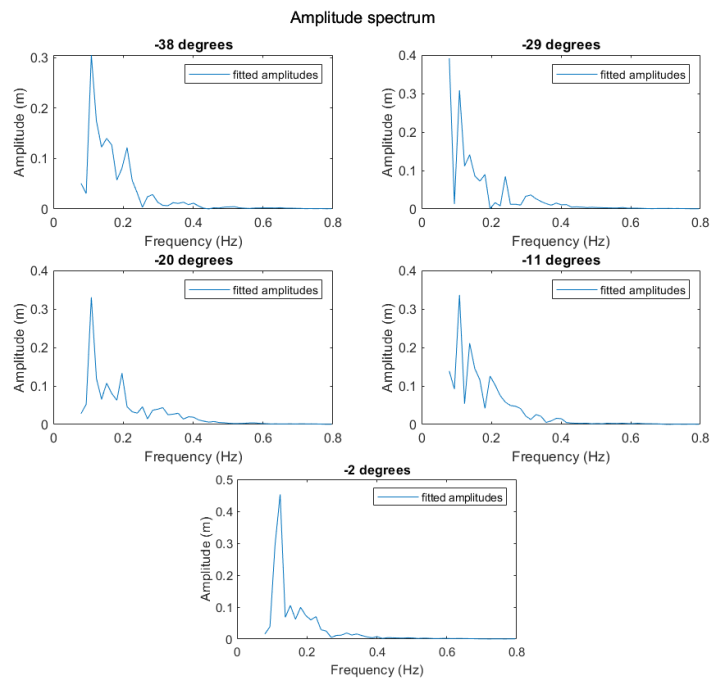 Amplitude spectrum
-38 degrees
fitted amplitudes
Amplitude (m)
0.3
0.2
0.1
0
0 0.2 0.4 0.6 0.8
Frequency (Hz)
-29 degrees
fitted amplitudes
Amplitude (m)
0.4
0.3
0.2
0.1
0
0 0.2 0.4 0.6 0.8
Frequency (Hz)
-20 degrees
fitted amplitudes
Amplitude (m)
0.4
0.3
0.2
0.1
0
0 0.2 0.4 0.6 0.8
Frequency (Hz)
-11 degrees
fitted amplitudes
Amplitude (m)
0.4
0.3
0.2
0.1
0
0 0.2 0.4 0.6 0.8
Frequency (Hz)
-2 degrees
fitted amplitudes
Amplitude (m)
0.5
0.4
0.3
0.2
0.1
0
0 0.2 0.4 0.6 0.8
Frequency (Hz)